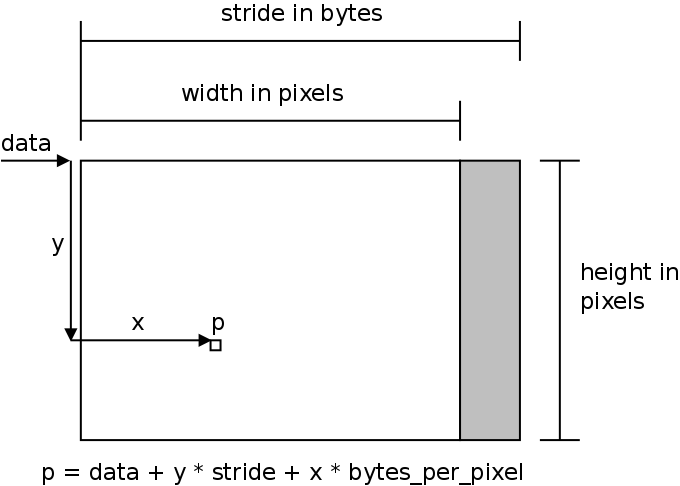 stride in bytes
width in pixels
data
y
x
p
height in
pixels
p = data + y * stride + x * bytes_per_pixel